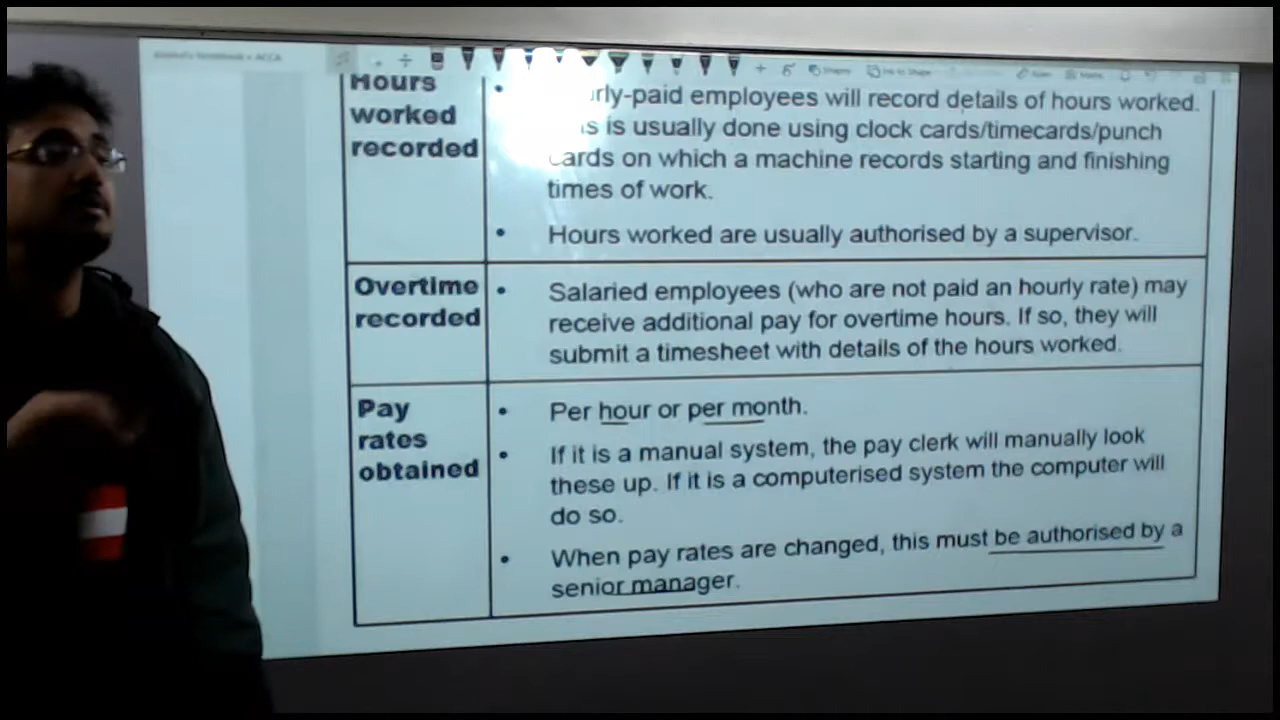 Hours
worked
recorded
rly-paid employees will record details of hours worked.
is usually done using clock cards/timecards/punch
cards on which a machine records starting and finishing
times of work.
• Hours worked are usually authorised by a supervisor.
Overtime
recorded
• Salaried employees (who are not paid an hourly rate) may
receive additional pay for overtime hours. If so, they will
submit a timesheet with details of the hours worked.
Pay
rates
obtained
• Per hour or per month.
• If it is a manual system, the pay clerk will manually look
these up. If it is a computerised system the computer will
do so.
• When pay rates are changed, this must be authorised by a
senior manager.